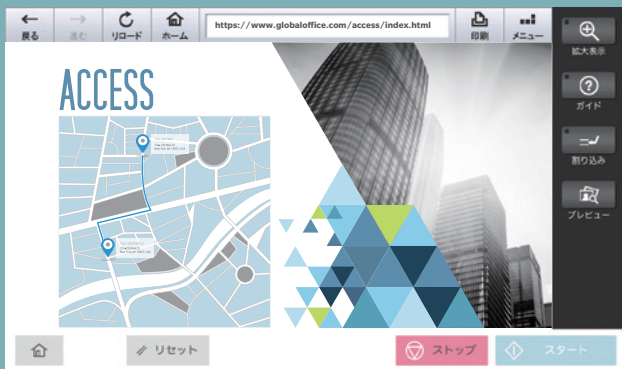 戻る
進む
リロード
ホーム
https://www.globaloffice.com/access/index.html
印刷
メニュー
拡大表示
ガイド
割り込み
プレビュー
ACCESS
リセット
ストップ
スタート